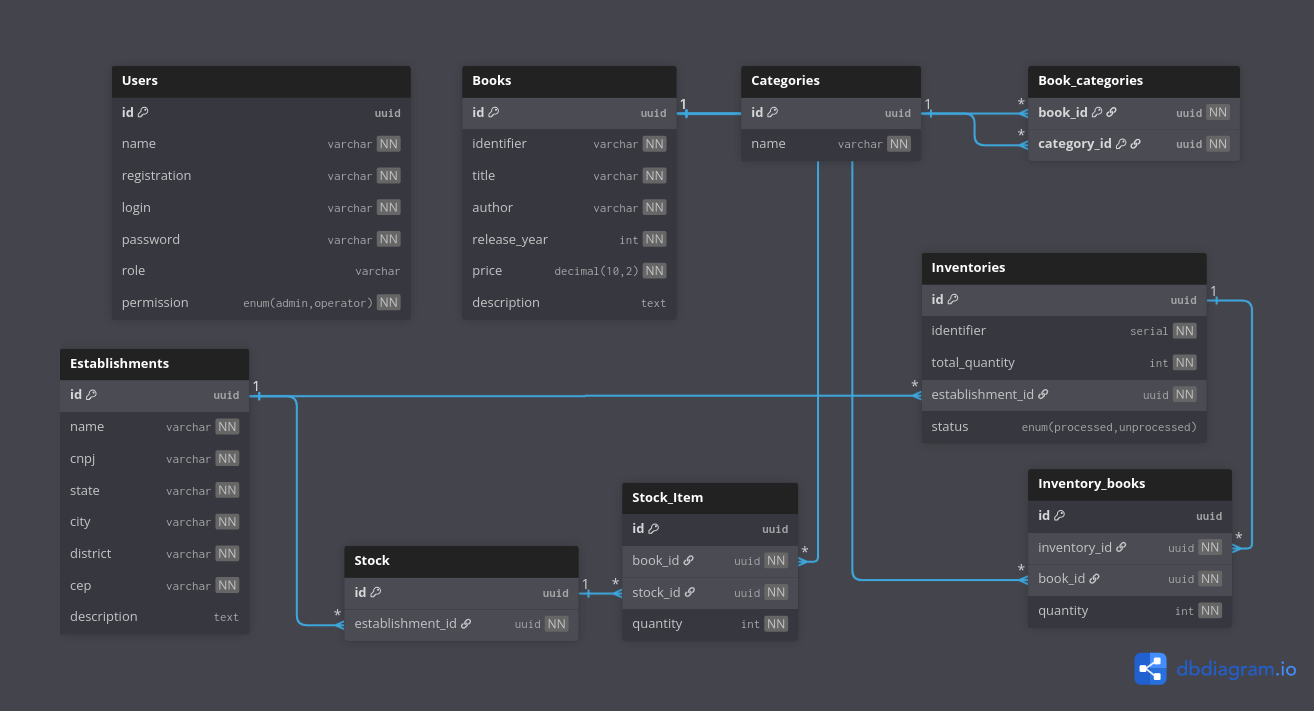 Users
id uuid
name varchar NN
registration varchar NN
login varchar NN
password varchar NN
role varchar
permission enum(admin,operator) NN
Books
id uuid
identifier varchar NN
title varchar NN
author varchar NN
release_year int NN
price decimal(10,2) NN
description text
1
Categories
id uuid
name varchar NN
1
*
*
Book_categories
book_id uuid NN
category_id uuid NN
Inventories
id uuid
identifier serial NN
total_quantity int NN
establishment_id uuid NN
status enum(processed,unprocessed)
1
*
Establishments
id uuid
name varchar NN
cnpj varchar NN
state varchar NN
city varchar NN
district varchar NN
cep varchar NN
description text
1
*
Stock
id uuid
establishment_id uuid NN
1
*
Stock_Item
id uuid
book_id uuid NN
stock_id uuid NN
quantity int NN
*
Inventory_books
id uuid
inventory_id uuid NN
book_id uuid NN
quantity int NN
*
*
dbdiagram.io